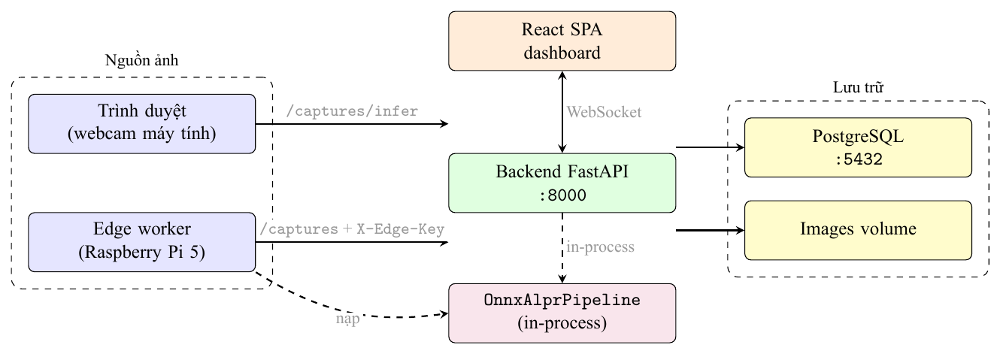 Nguồn ảnh
Trình duyệt
(webcam máy tính)
Edge worker
(Raspberry Pi 5)
/captures/infer
/captures + X-Edge-Key
nạp
React SPA
dashboard
WebSocket
Backend FastAPI
:8000
in-process
OnnxAlprPipeline
(in-process)
Lưu trữ
PostgreSQL
:5432
Images volume